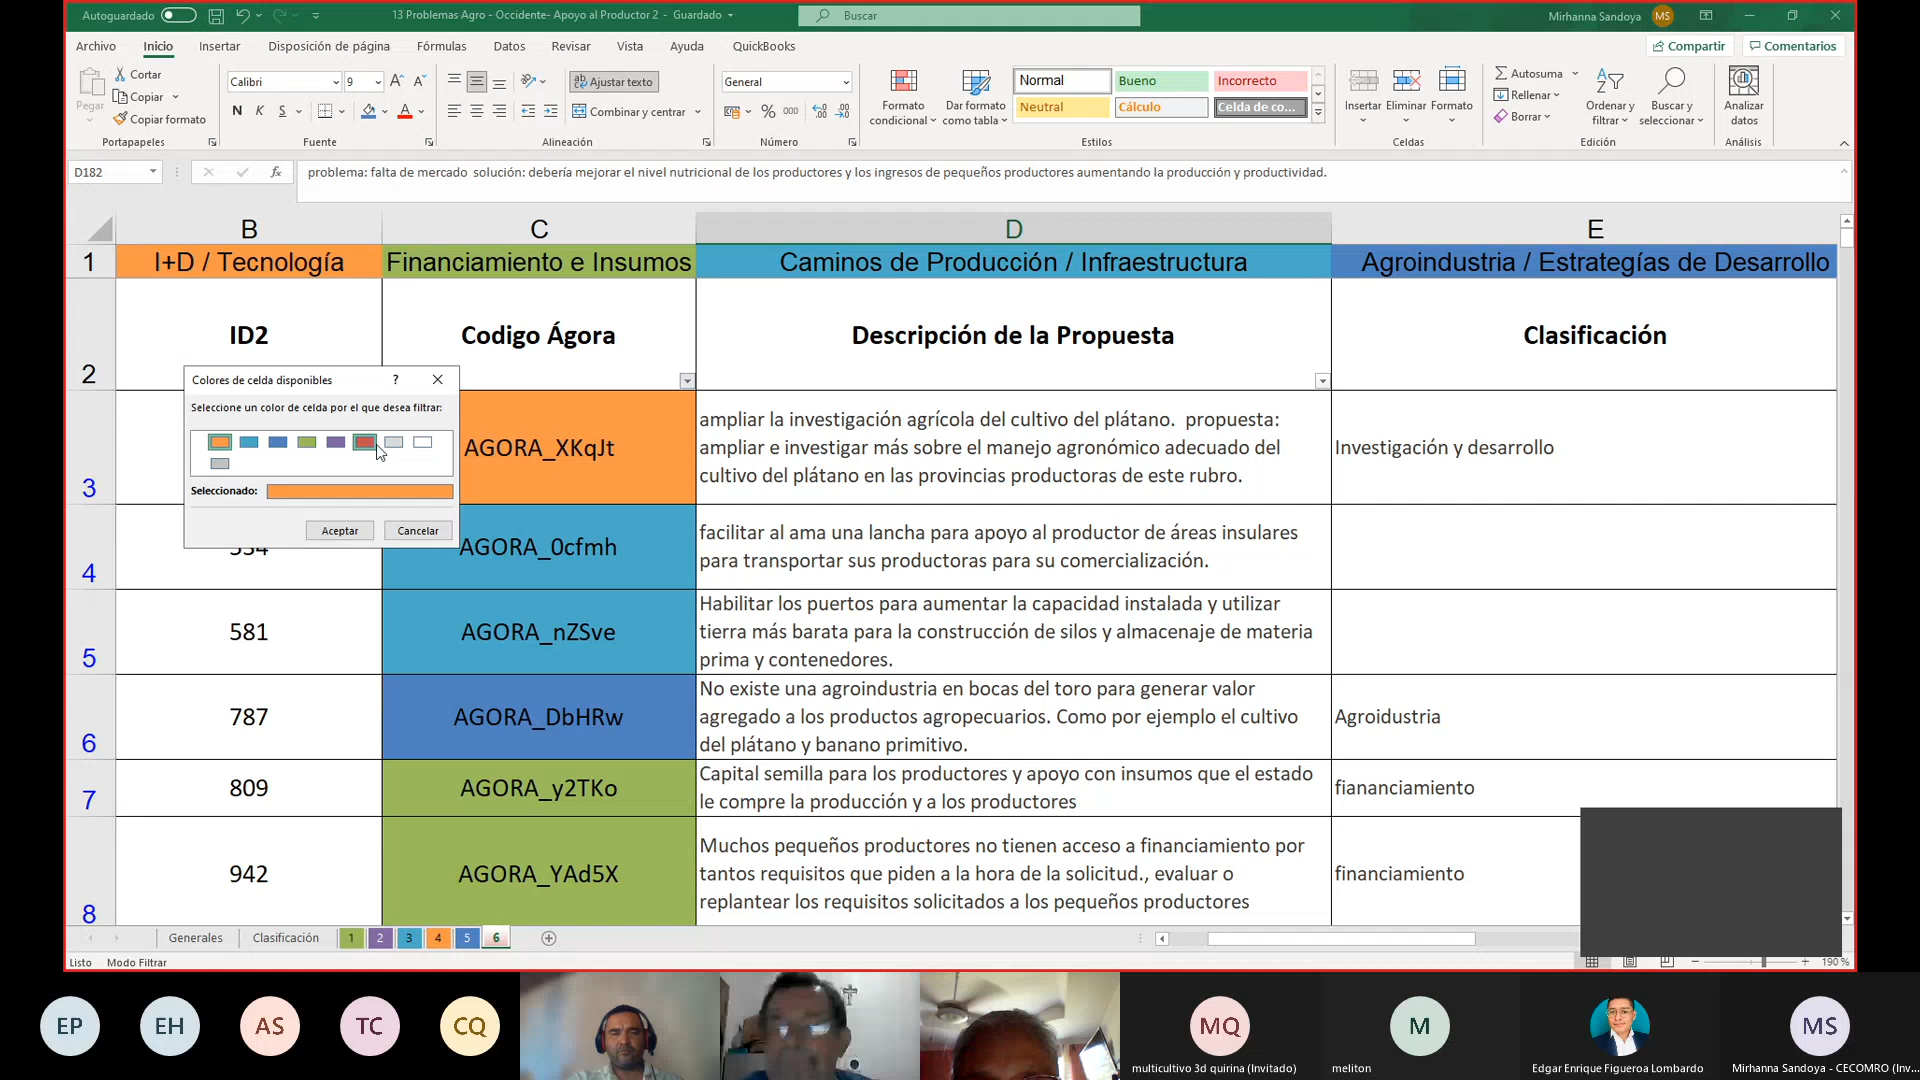 Autoguardado
13 Problemas Agro - Occidente- Apoyo al Productor 2 - Guardado
Buscar
Mirhanna Sandoya
MS
Archivo
Inicio
Insertar
Disposición de página
Fórmulas
Datos
Revisar
Vista
Ayuda
QuickBooks
Compartir
Comentarios
Pegar
Cortar
Copiar
Copiar formato
Portapapeles
Calibri
9
N K S
Fuente
Ajustar texto
Combinar y centrar
Alineación
General
% 000
Número
Formato condicional
Dar formato como tabla
Normal
Bueno
Incorrecto
Neutral
Cálculo
Celda de co...
Estilos
Insertar
Eliminar
Formato
Celdas
Autosuma
Rellenar
Borrar
Ordenar y filtrar
Buscar y seleccionar
Edición
Analizar datos
Análisis
D182
fx
problema: falta de mercado solución: debería mejorar el nivel nutricional de los productores y los ingresos de pequeños productores aumentando la producción y productividad.
B C D E
1 I+D / Tecnología Financiamiento e Insumos Caminos de Producción / Infraestructura Agroindustria / Estrategías de Desarrollo
2 ID2 Codigo Ágora Descripción de la Propuesta Clasificación
Colores de celda disponibles ?
Seleccione un color de celda por el que desea filtrar:
Seleccionado:
Aceptar Cancelar
3 AGORA_XKqJt
ampliar la investigación agrícola del cultivo del plátano. propuesta:
ampliar e investigar más sobre el manejo agronómico adecuado del
cultivo del plátano en las provincias productoras de este rubro.
Investigación y desarrollo
4 AGORA_0cfmh
facilitar al ama una lancha para apoyo al productor de áreas insulares
para transportar sus productoras para su comercialización.
5 581 AGORA_nZSve
Habilitar los puertos para aumentar la capacidad instalada y utilizar
tierra más barata para la construcción de silos y almacenaje de materia
prima y contenedores.
6 787 AGORA_DbHRw
No existe una agroindustria en bocas del toro para generar valor
agregado a los productos agropecuarios. Como por ejemplo el cultivo
del plátano y banano primitivo.
Agroidustria
7 809 AGORA_y2TKo
Capital semilla para los productores y apoyo con insumos que el estado
le compre la producción y a los productores
fiananciamiento
8 942 AGORA_YAd5X
Muchos pequeños productores no tienen acceso a financiamiento por
tantos requisitos que piden a la hora de la solicitud., evaluar o
replantear los requisitos solicitados a los pequeños productores
financiamiento
Generales Clasificación 1 2 3 4 5 6
Listo Modo Filtrar
190 %
EP EH AS TC CQ MQ M MS
multicultivo 3d quirina (Invitado)
meliton
Edgar Enrique Figueroa Lombardo
Mirhanna Sandoya - CECOMRO (Inv...